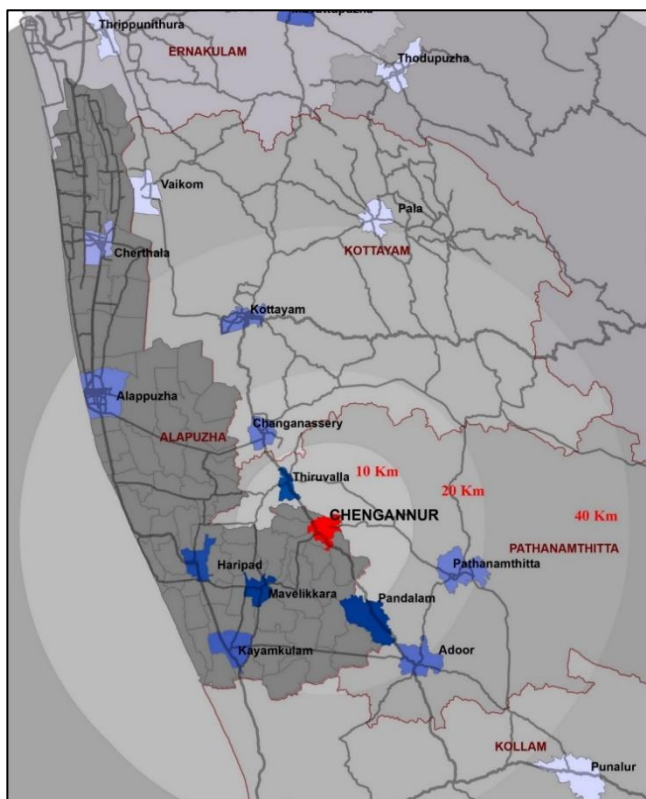 Thrippunithura
ERNAKULAM
Thodupuzha
Vaikom
Pala
Cherthala
KOTTAYAM
Kottayam
Alappuzha
Changanassery
ALAPUZHA
Thiruvalla
10 Km
20 Km
CHENGANNUR
40 Km
PATHANAMTHITTA
Haripad
Pathanamthitta
Mavelikkara
Pandalam
Kayamkulam
Adoor
KOLLAM
Punalur